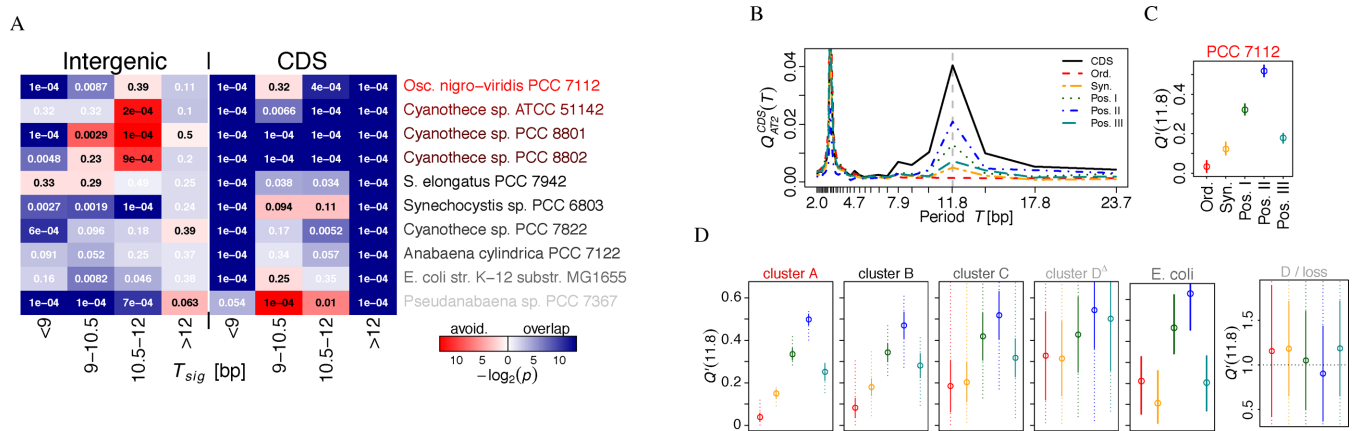 A
Intergenic | CDS
1e−04 0.0087 0.39 0.11 1e−04 0.32 4e−04 1e−04 Osc. nigro−viridis PCC 7112
0.32 0.32 2e−04 0.1 1e−04 0.0066 1e−04 1e−04 Cyanothece sp. ATCC 51142
1e−04 0.0029 1e−04 0.5 1e−04 1e−04 1e−04 1e−04 Cyanothece sp. PCC 8801
0.0048 0.23 9e−04 0.2 1e−04 1e−04 1e−04 1e−04 Cyanothece sp. PCC 8802
0.33 0.29 0.49 0.25 1e−04 0.038 0.034 1e−04 S. elongatus PCC 7942
0.0027 0.0019 1e−04 0.24 1e−04 0.094 0.11 1e−04 Synechocystis sp. PCC 6803
6e−04 0.096 0.18 0.39 1e−04 0.17 0.0052 1e−04 Cyanothece sp. PCC 7822
0.091 0.052 0.25 0.37 1e−04 0.34 0.057 1e−04 Anabaena cylindrica PCC 7122
0.16 0.0082 0.046 0.38 1e−04 0.25 0.35 1e−04 E. coli str. K−12 substr. MG1655
1e−04 1e−04 7e−04 0.063 0.054 1e−04 0.01 1e−04 Pseudanabaena sp. PCC 7367
<9 9−10.5 10.5−12 >12 | <9 9−10.5 10.5−12 >12
Tsig [bp]
avoid. overlap
10 5 0 5 10
−log2(p)
B
Q^CDS_AT2(T)
0.04
0.02
0.00
CDS
Ord.
Syn.
Pos. I
Pos. II
Pos. III
2.0 4.7 7.9 11.8 17.8 23.7
Period T [bp]
C
PCC 7112
Q'(11.8)
0.4
0.2
0.0
Ord. Syn. Pos. I Pos. II Pos. III
D
cluster A cluster B cluster C cluster DΔ E. coli D / loss
Q'(11.8)
0.6
0.4
0.2
0
Q'(11.8)
1.5
1.0
0.5